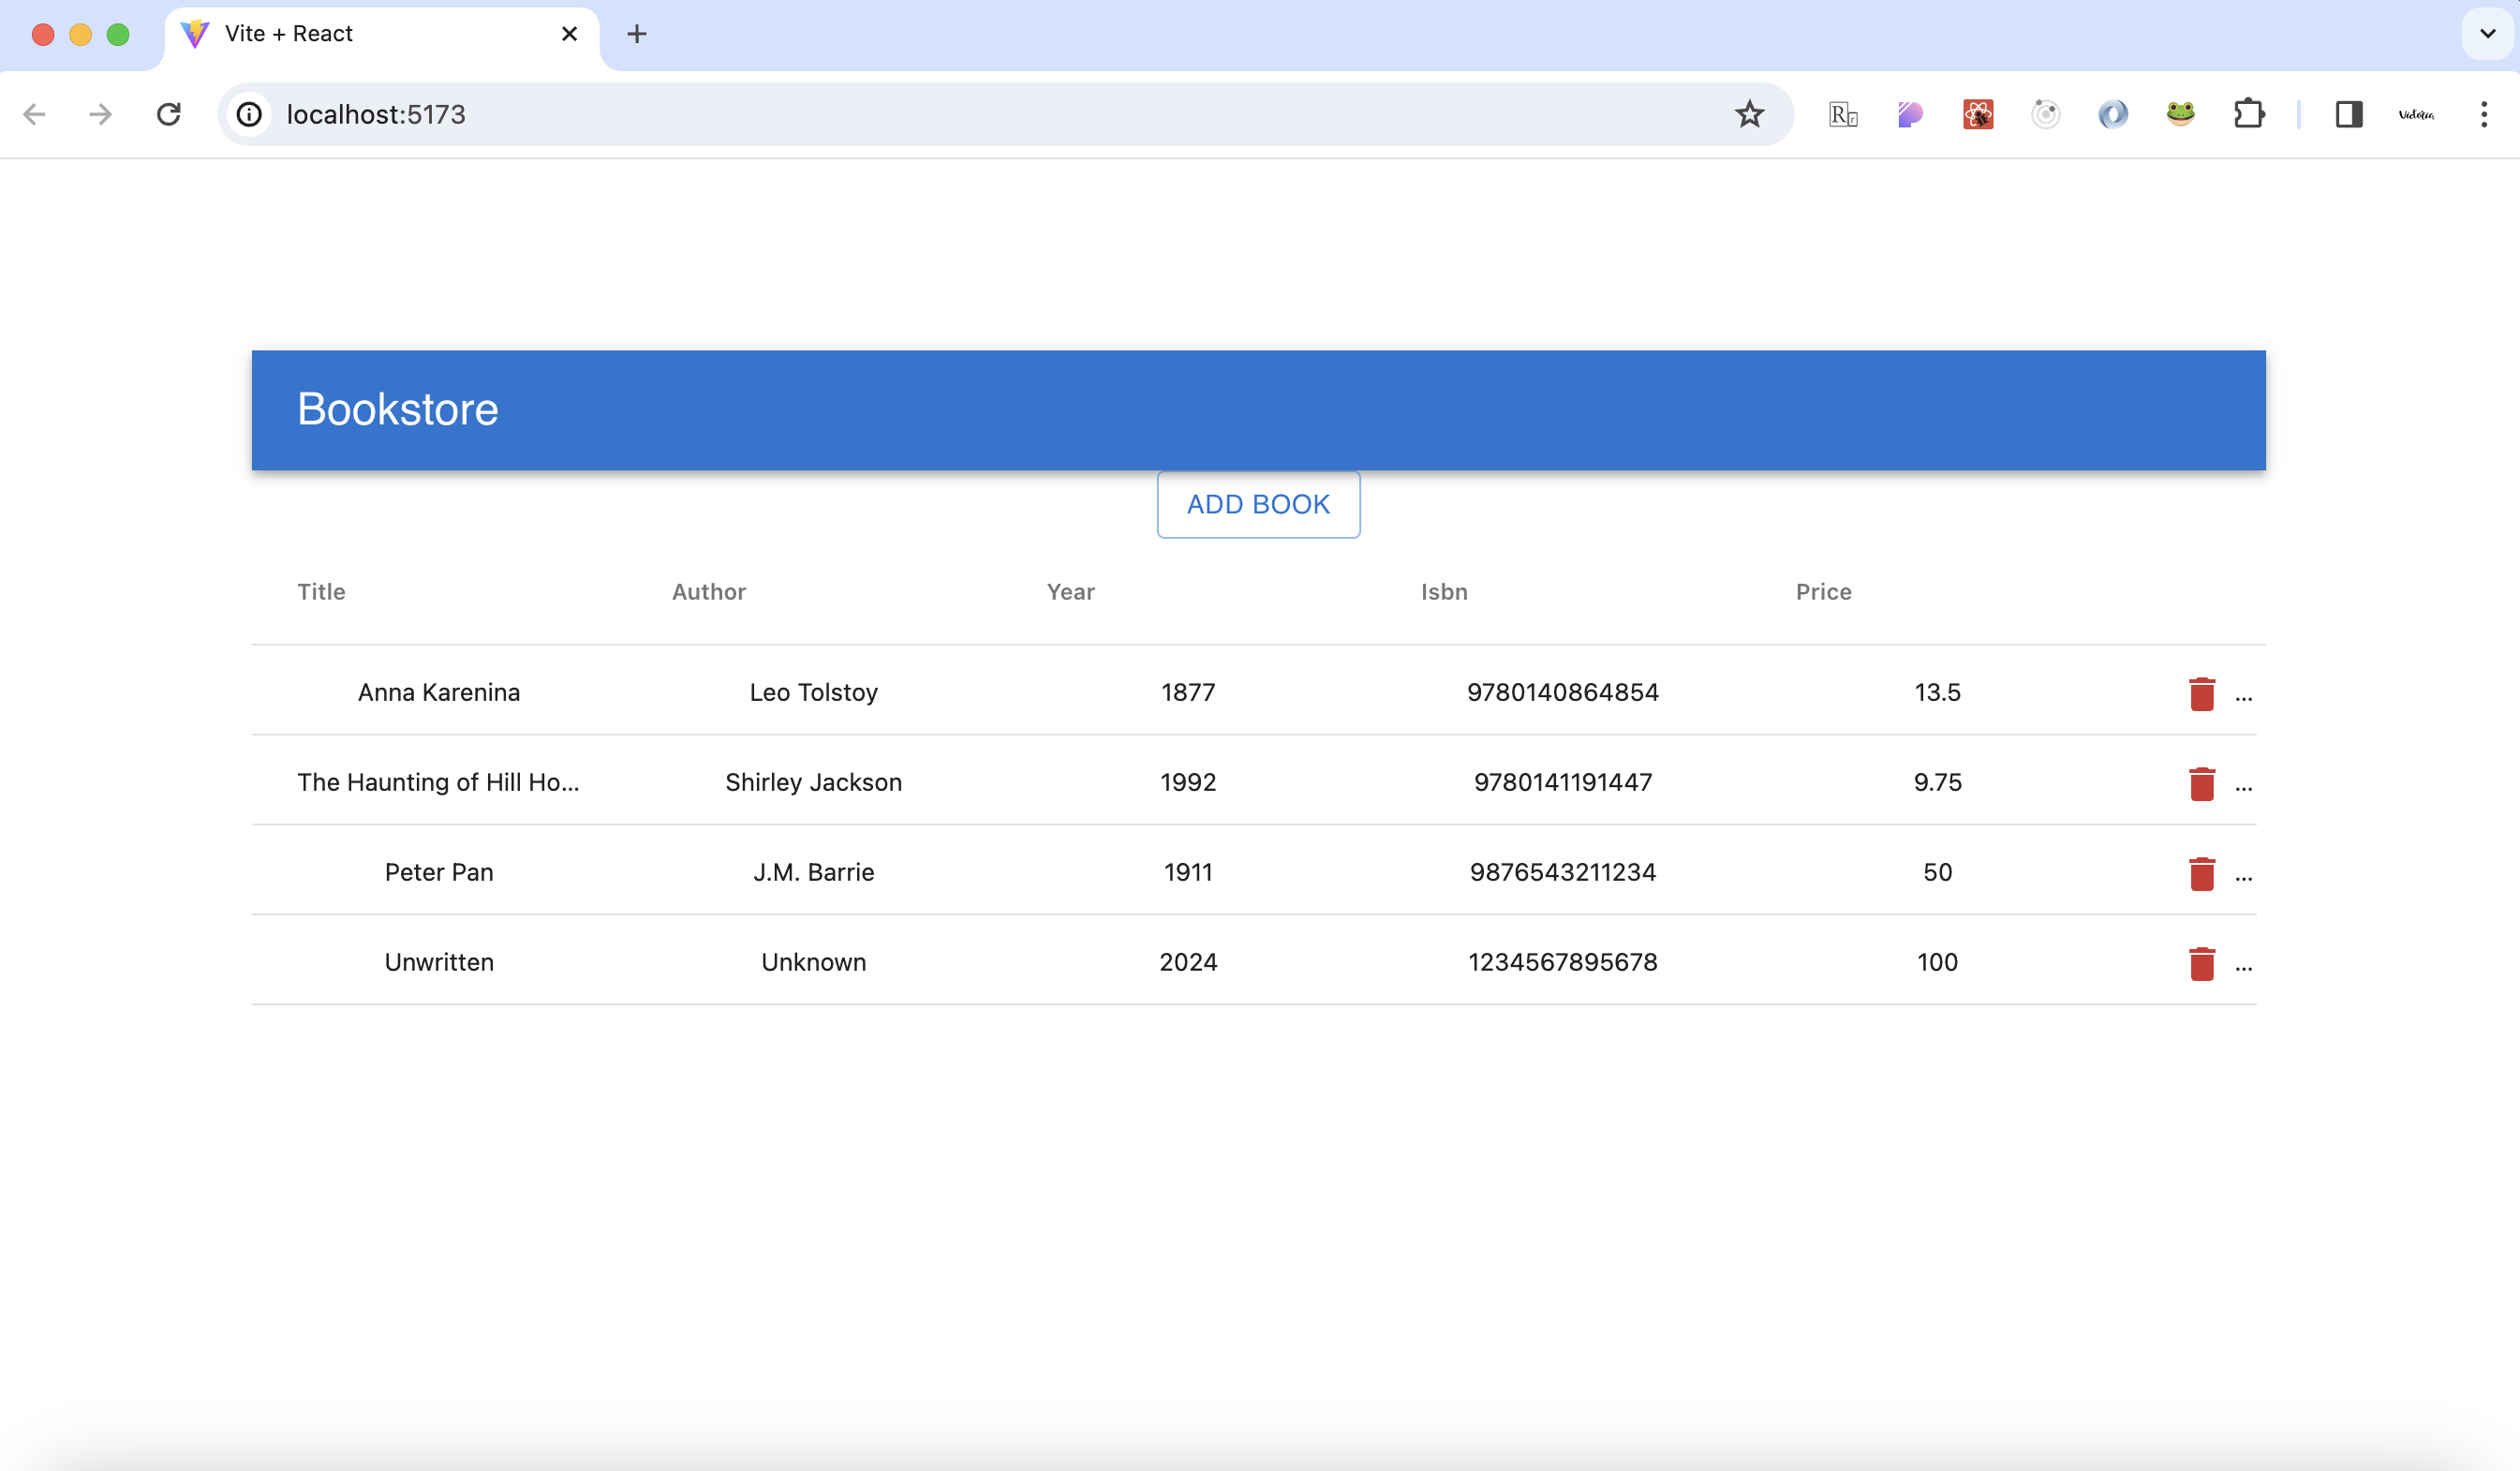 Vite + React
localhost:5173
Victoria
Bookstore
ADD BOOK
Title Author Year Isbn Price
Anna Karenina Leo Tolstoy 1877 9780140864854 13.5 ...
The Haunting of Hill Ho... Shirley Jackson 1992 9780141191447 9.75 ...
Peter Pan J.M. Barrie 1911 9876543211234 50 ...
Unwritten Unknown 2024 1234567895678 100 ...